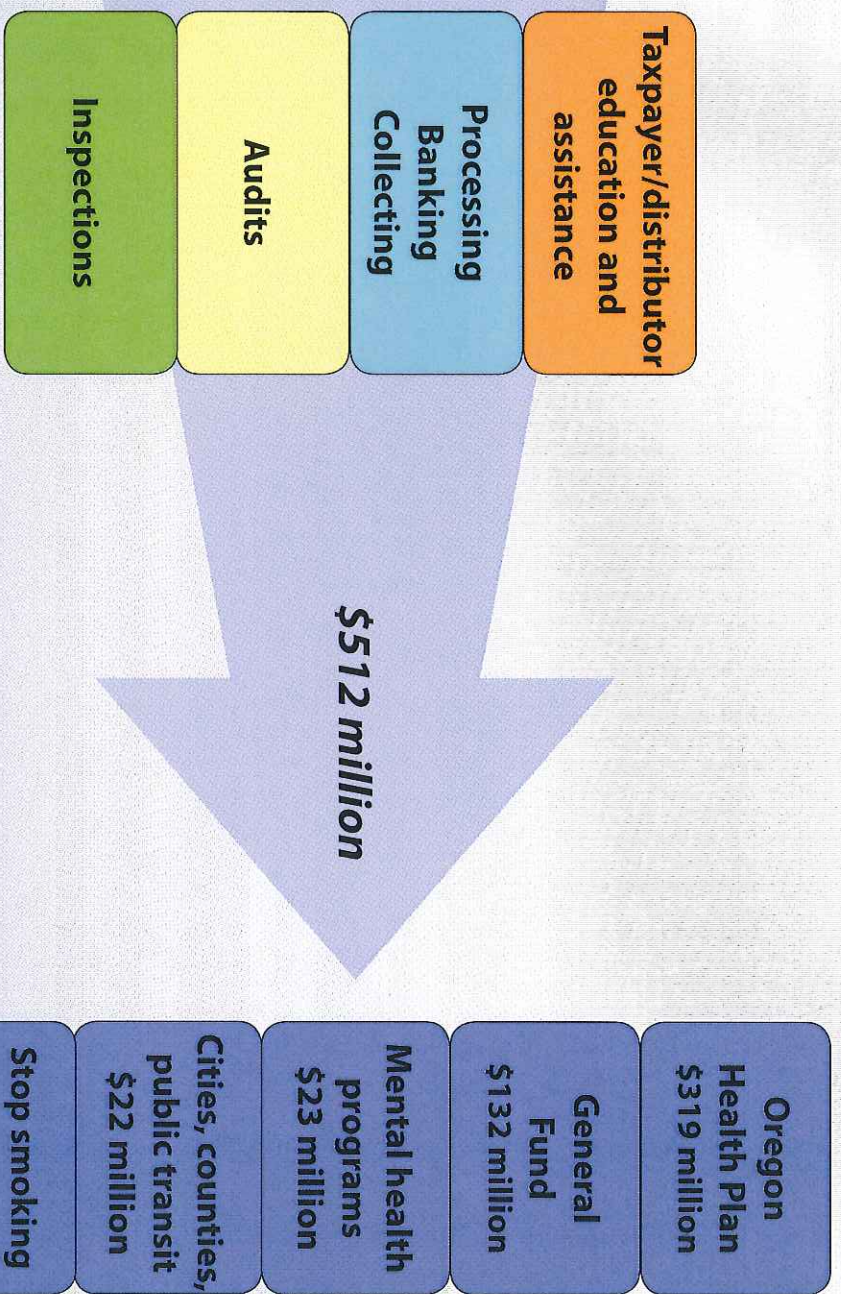 Taxpayer/distributor
education and
assistance
Processing
Banking
Collecting
Audits
Inspections
$512 million
Oregon
Health Plan
$319 million
General
Fund
$132 million
Mental health
programs
$23 million
Cities, counties,
public transit
$22 million
Stop smoking